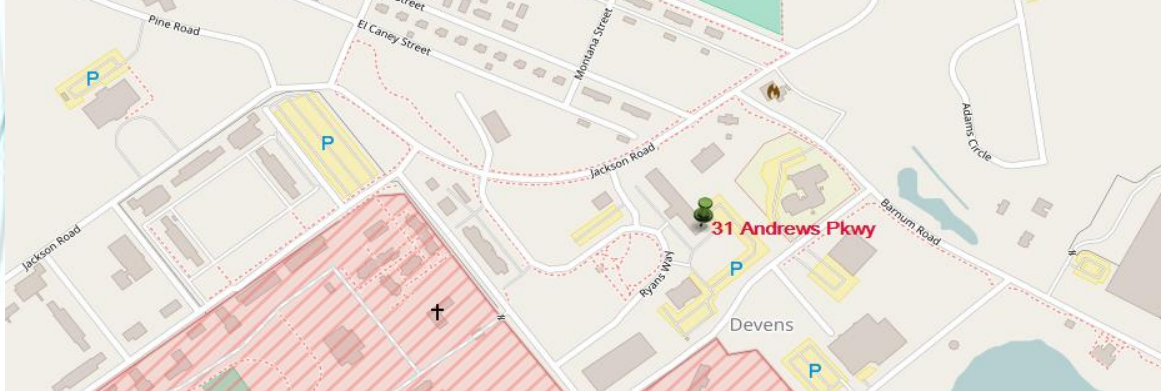 Street
Pine Road
El Caney Street
Montana Street
P
P
Adams Circle
Jackson Road
31 Andrews Pkwy
Barnum Road
Jackson Road
P
Ryans Way
Devens
P